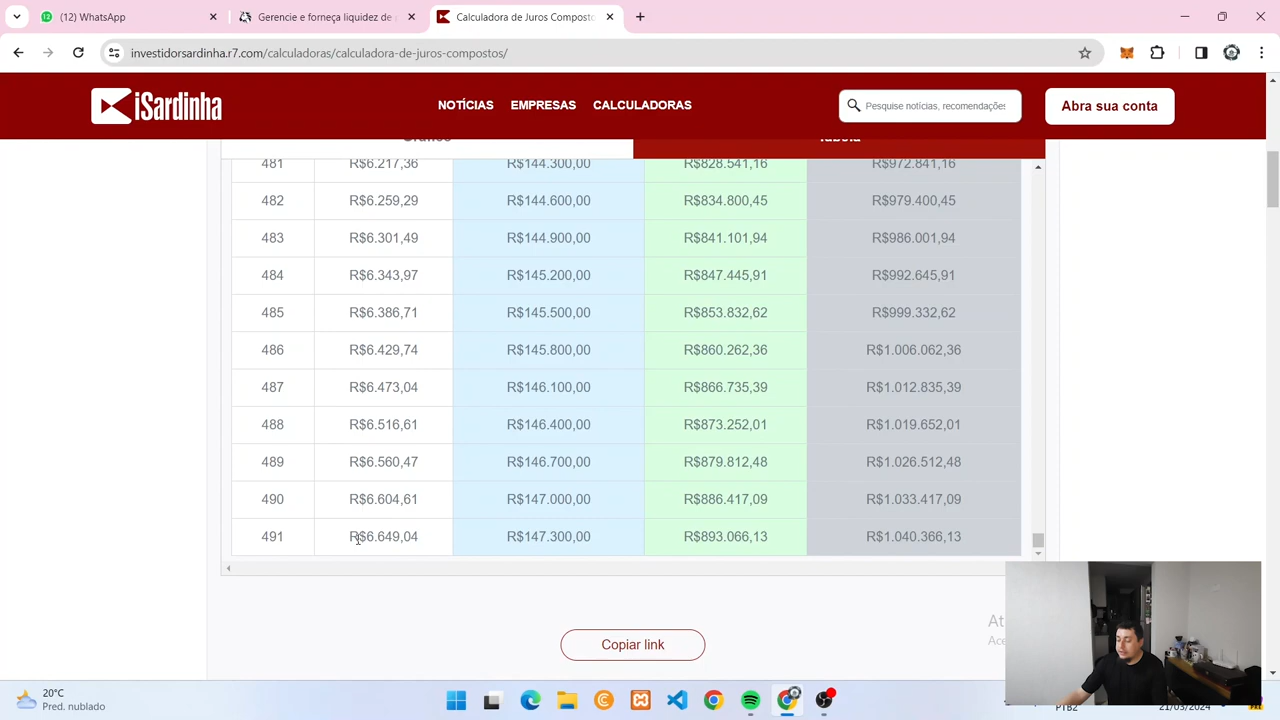 (12) WhatsApp
Gerencie e forneça liquidez de
Calculadora de Juros Composto
investidorsardinha.r7.com/calculadoras/calculadora-de-juros-compostos/
iSardinha
NOTÍCIAS
EMPRESAS
CALCULADORAS
Pesquise notícias, recomendações
Abra sua conta
Gráfico
Tabela
481 R$6.217,36 R$144.300,00 R$828.541,16 R$972.841,16
482 R$6.259,29 R$144.600,00 R$834.800,45 R$979.400,45
483 R$6.301,49 R$144.900,00 R$841.101,94 R$986.001,94
484 R$6.343,97 R$145.200,00 R$847.445,91 R$992.645,91
485 R$6.386,71 R$145.500,00 R$853.832,62 R$999.332,62
486 R$6.429,74 R$145.800,00 R$860.262,36 R$1.006.062,36
487 R$6.473,04 R$146.100,00 R$866.735,39 R$1.012.835,39
488 R$6.516,61 R$146.400,00 R$873.252,01 R$1.019.652,01
489 R$6.560,47 R$146.700,00 R$879.812,48 R$1.026.512,48
490 R$6.604,61 R$147.000,00 R$886.417,09 R$1.033.417,09
491 R$6.649,04 R$147.300,00 R$893.066,13 R$1.040.366,13
Copiar link
20°C
Pred. nublado
PTB2
21/03/2024